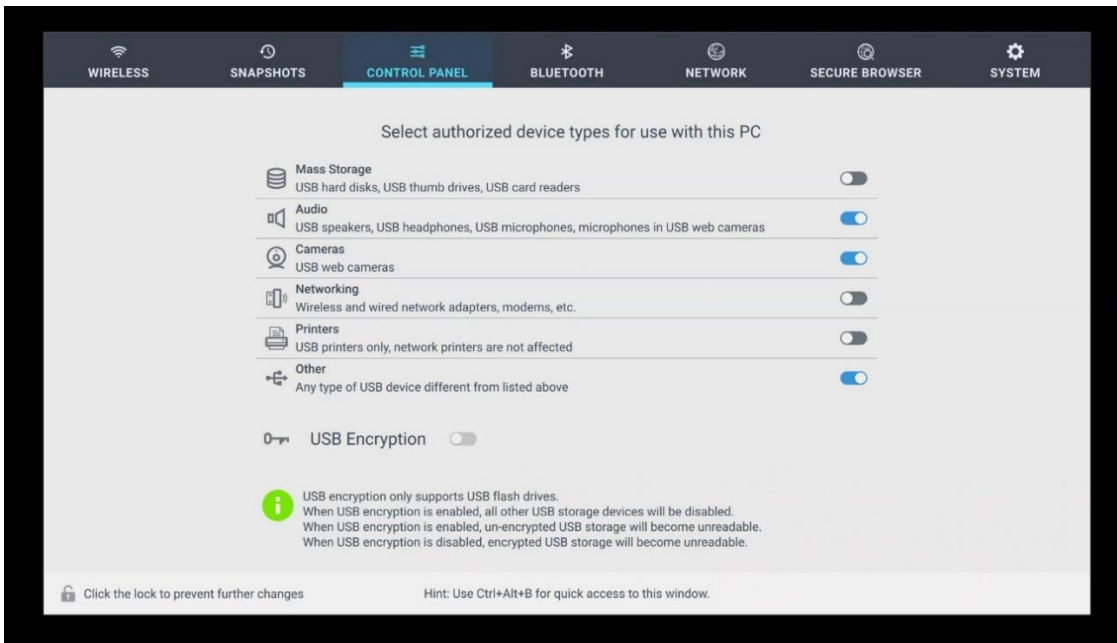 WIRELESS
SNAPSHOTS
CONTROL PANEL
BLUETOOTH
NETWORK
SECURE BROWSER
SYSTEM
Select authorized device types for use with this PC
Mass Storage
USB hard disks, USB thumb drives, USB card readers
Audio
USB speakers, USB headphones, USB microphones, microphones in USB web cameras
Cameras
USB web cameras
Networking
Wireless and wired network adapters, modems, etc.
Printers
USB printers only, network printers are not affected
Other
Any type of USB device different from listed above
USB Encryption
USB encryption only supports USB flash drives.
When USB encryption is enabled, all other USB storage devices will be disabled.
When USB encryption is enabled, un-encrypted USB storage will become unreadable.
When USB encryption is disabled, encrypted USB storage will become unreadable.
Click the lock to prevent further changes
Hint: Use Ctrl+Alt+B for quick access to this window.